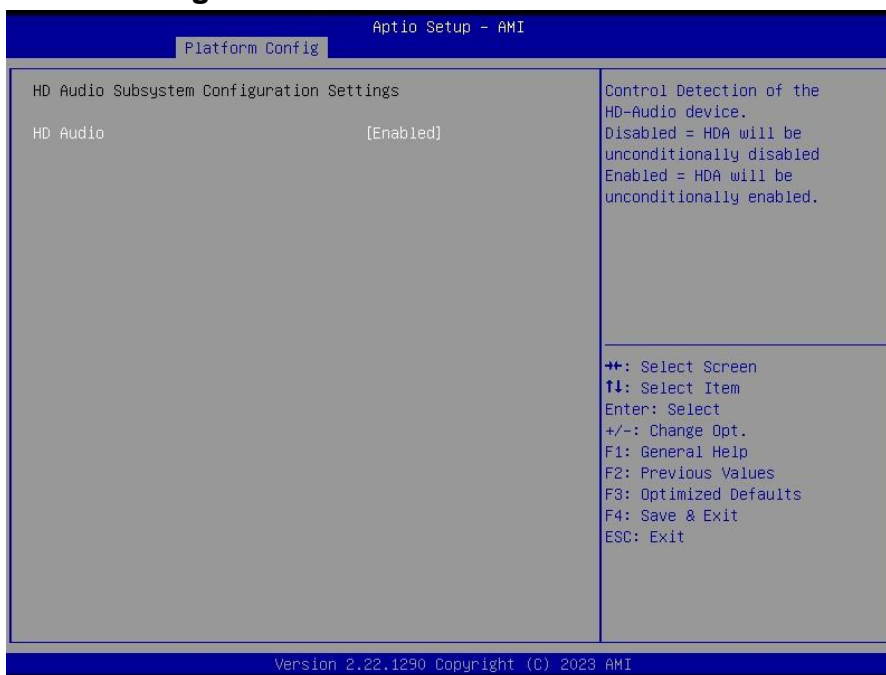 Aptio Setup – AMI
Platform Config
HD Audio Subsystem Configuration Settings
HD Audio [Enabled]
Control Detection of the
HD-Audio device.
Disabled = HDA will be
unconditionally disabled
Enabled = HDA will be
unconditionally enabled.
→←: Select Screen
↑↓: Select Item
Enter: Select
+/-: Change Opt.
F1: General Help
F2: Previous Values
F3: Optimized Defaults
F4: Save & Exit
ESC: Exit
Version 2.22.1290 Copyright (C) 2023 AMI